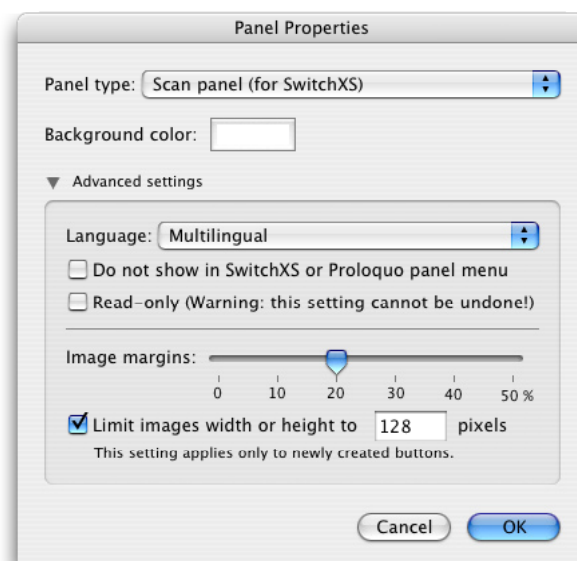 Panel Properties
Panel type: Scan panel (for SwitchXS)
Background color:
Advanced settings
Language: Multilingual
Do not show in SwitchXS or Proloquo panel menu
Read-only (Warning: this setting cannot be undone!)
Image margins:
0 10 20 30 40 50 %
Limit images width or height to 128 pixels
This setting applies only to newly created buttons.
Cancel OK